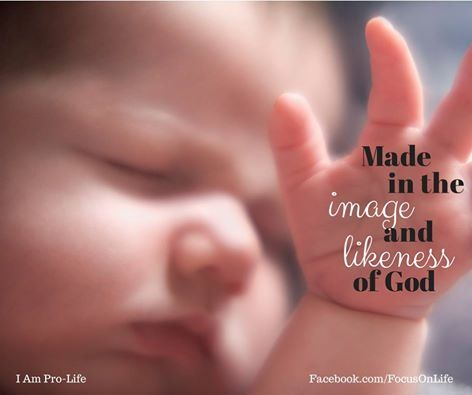 Made
in the
image
and
likeness
of God
I Am Pro-Life
Facebook.com/FocusOnLife